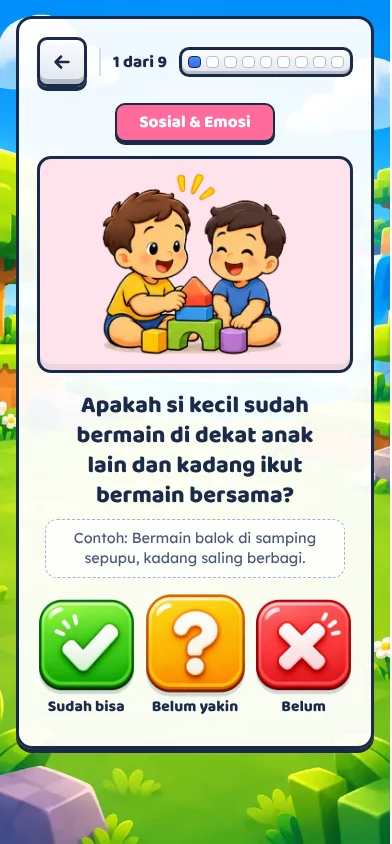 1 dari 9
Sosial & Emosi
Apakah si kecil sudah
bermain di dekat anak
lain dan kadang ikut
bermain bersama?
Contoh: Bermain balok di samping
sepupu, kadang saling berbagi.
Sudah bisa
Belum yakin
Belum